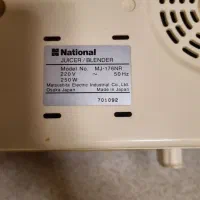 National
JUICER / BLENDER
Model No. MJ-176NR
220V ~ 50Hz
250W
Matsushita Electric Industrial Co., Ltd.
Osaka Japan Made in Japan
701092